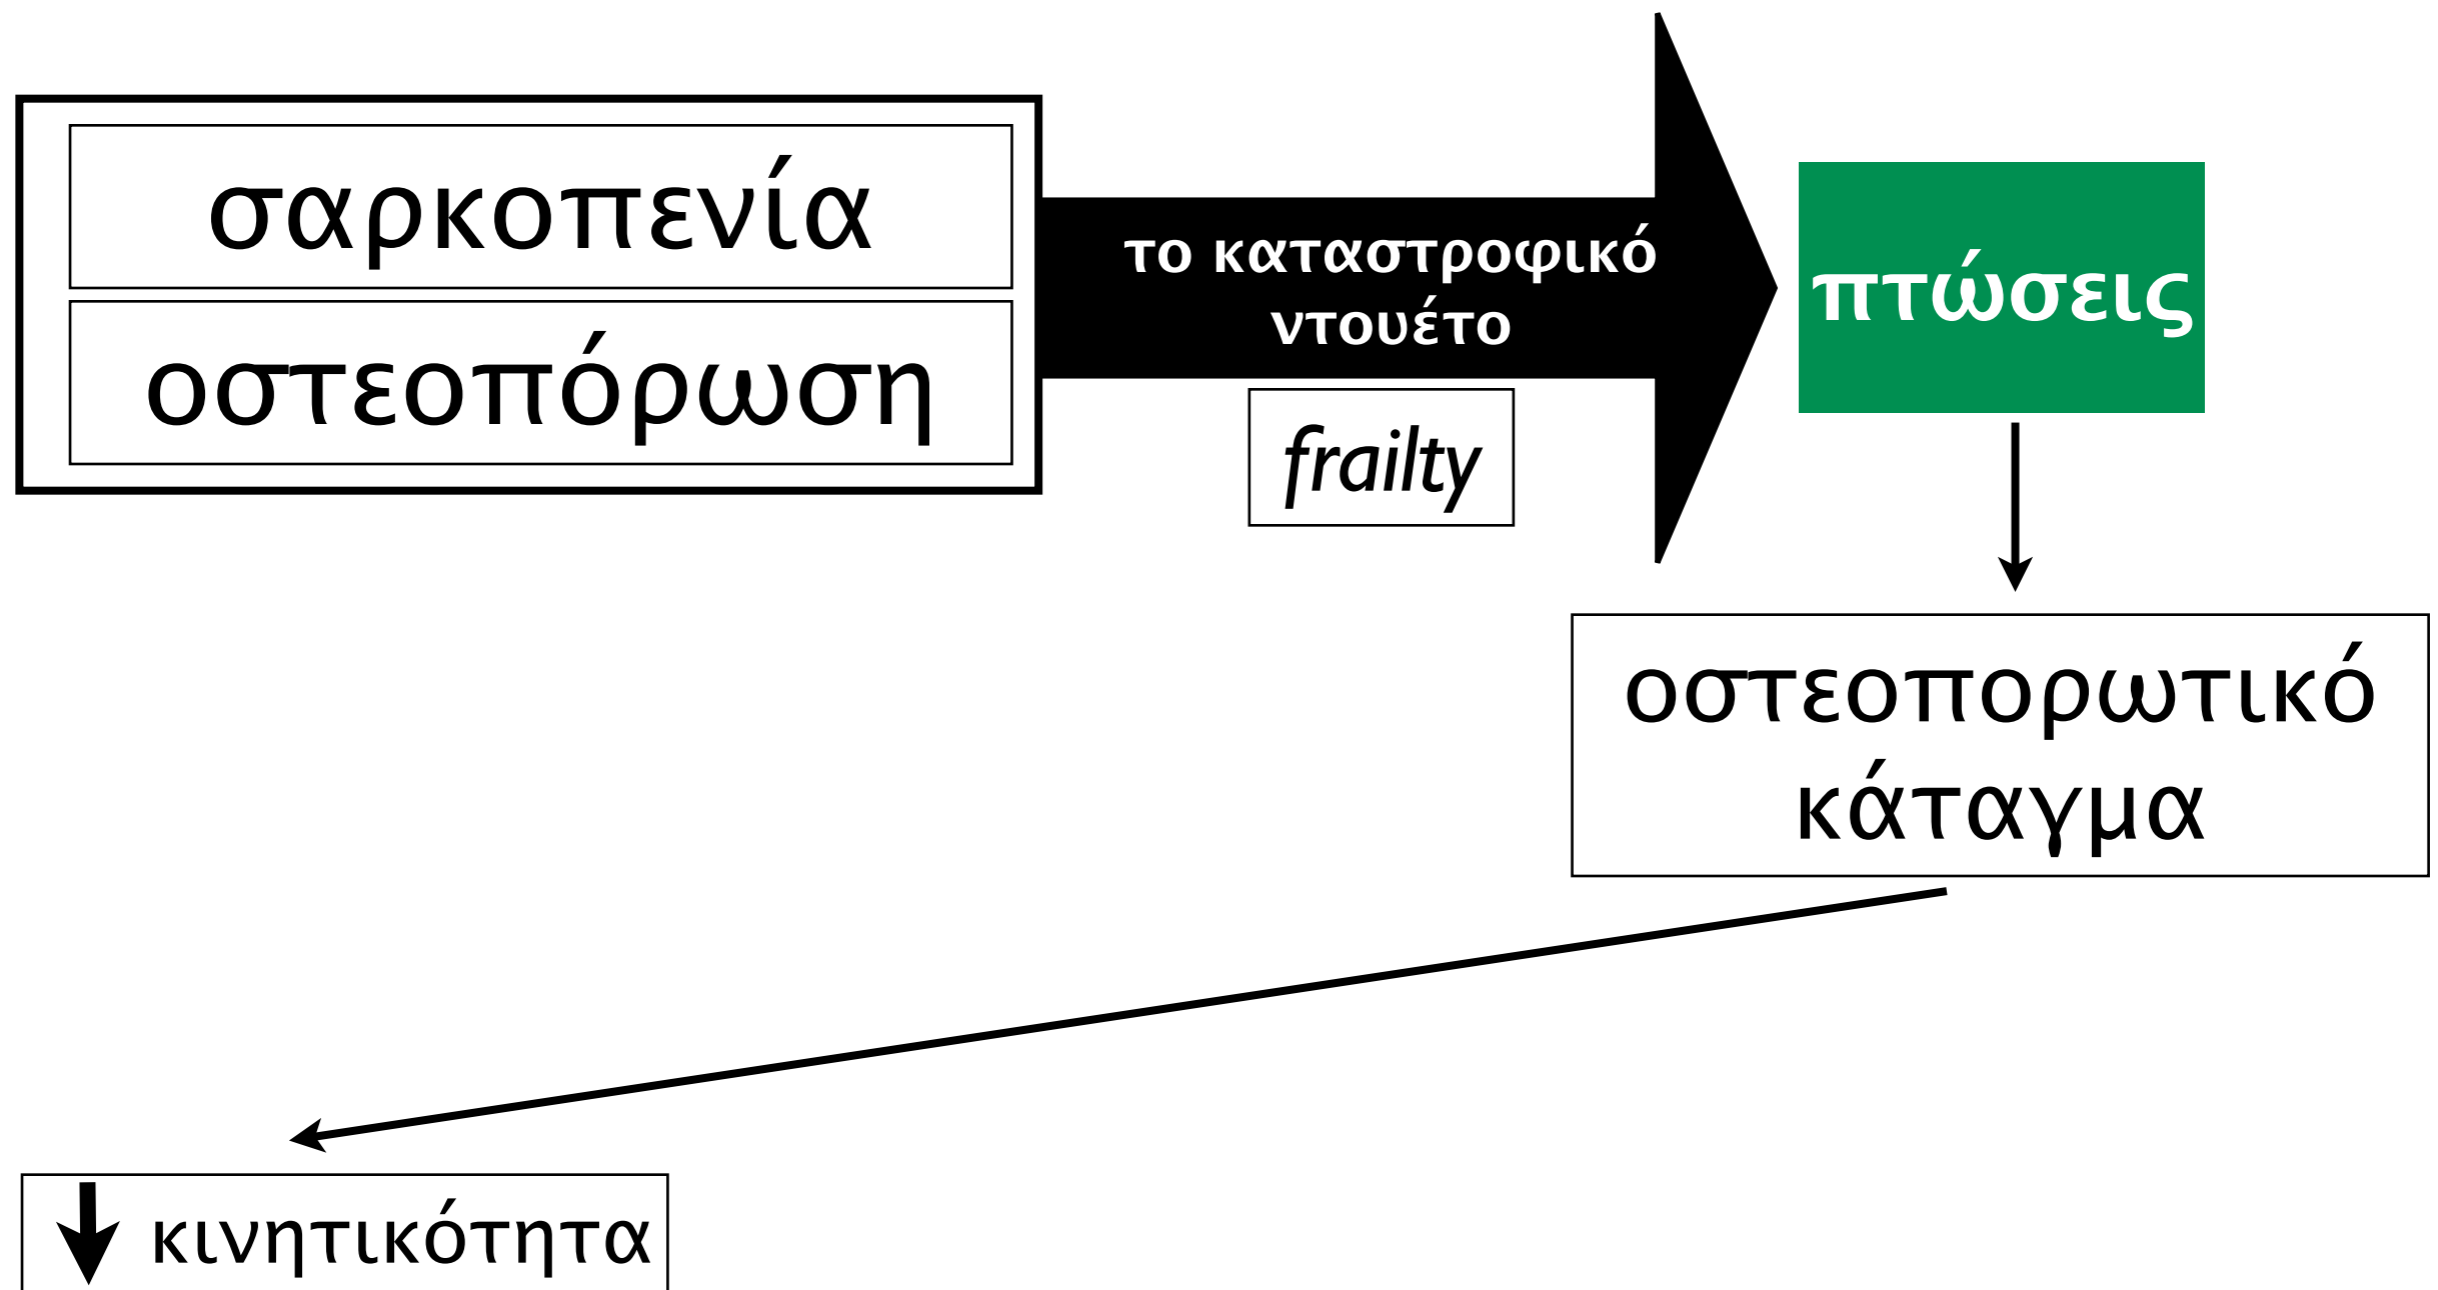 σαρκοπενία
οστεοπόρωση
το καταστροφικό
ντουέτο
frailty
πτώσεις
οστεοπορωτικό
κάταγμα
κινητικότητα